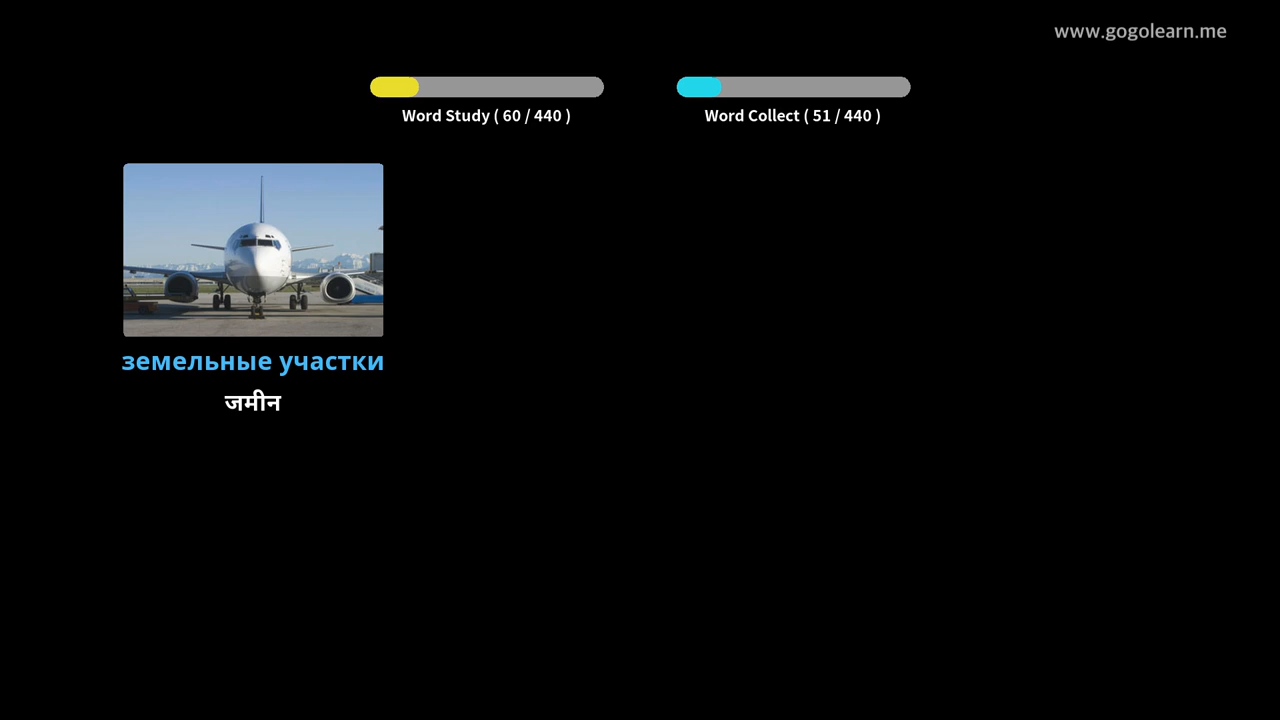 www.gogolearn.me
Word Study ( 60 / 440 )
Word Collect ( 51 / 440 )
земельные участки
जमीन